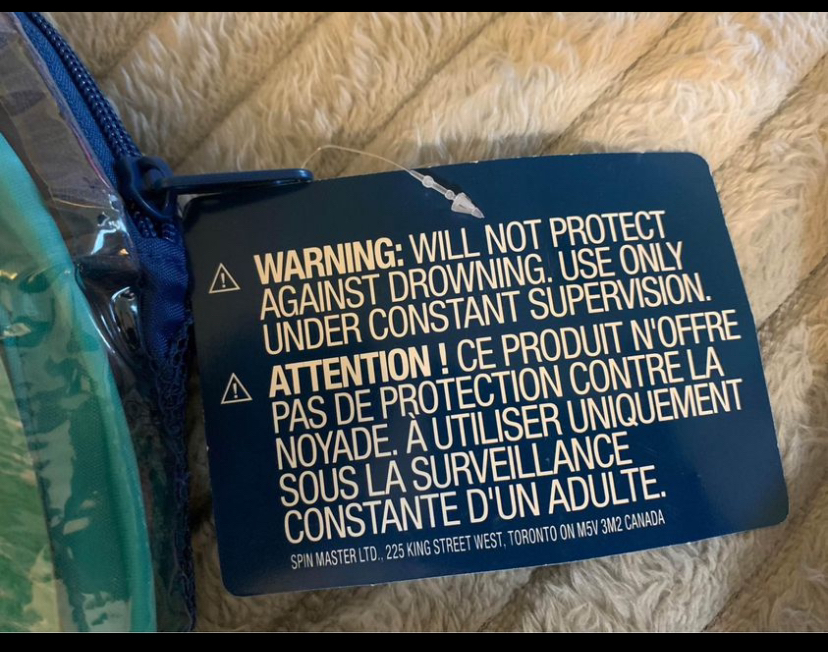 ⚠ WARNING: WILL NOT PROTECT
AGAINST DROWNING. USE ONLY
UNDER CONSTANT SUPERVISION.
⚠ ATTENTION ! CE PRODUIT N'OFFRE
PAS DE PROTECTION CONTRE LA
NOYADE. À UTILISER UNIQUEMENT
SOUS LA SURVEILLANCE
CONSTANTE D'UN ADULTE.
SPIN MASTER LTD., 225 KING STREET WEST, TORONTO ON M5V 3M2 CANADA